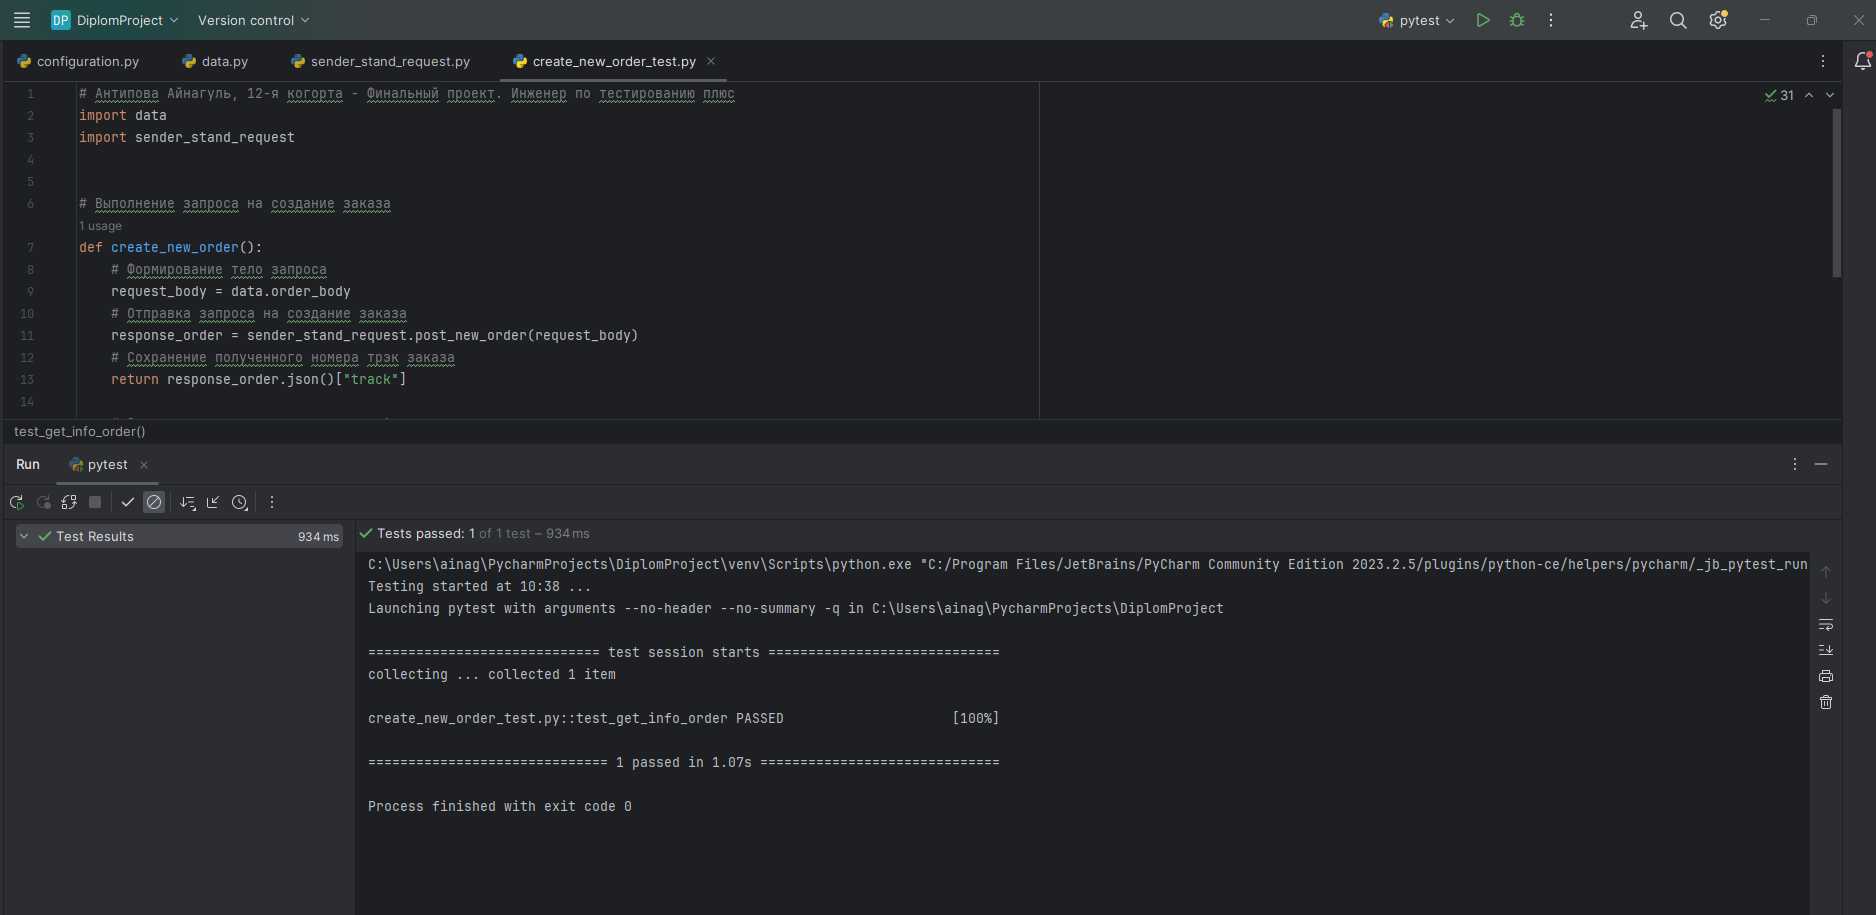 DP DiplomProject Version control pytest
configuration.py data.py sender_stand_request.py create_new_order_test.py
31
1 # Антипова Айнагуль, 12-я когорта - Финальный проект. Инженер по тестированию плюс
2 import data
3 import sender_stand_request
4
5
6 # Выполнение запроса на создание заказа
1 usage
7 def create_new_order():
8 # Формирование тело запроса
9 request_body = data.order_body
10 # Отправка запроса на создание заказа
11 response_order = sender_stand_request.post_new_order(request_body)
12 # Сохранение полученного номера трэк заказа
13 return response_order.json()["track"]
14
test_get_info_order()
Run pytest
Test Results 934 ms
Tests passed: 1 of 1 test – 934 ms
C:\Users\ainag\PycharmProjects\DiplomProject\venv\Scripts\python.exe "C:/Program Files/JetBrains/PyCharm Community Edition 2023.2.5/plugins/python-ce/helpers/pycharm/_jb_pytest_run
Testing started at 10:38 ...
Launching pytest with arguments --no-header --no-summary -q in C:\Users\ainag\PycharmProjects\DiplomProject
============================= test session starts =============================
collecting ... collected 1 item
create_new_order_test.py::test_get_info_order PASSED [100%]
============================== 1 passed in 1.07s ==============================
Process finished with exit code 0